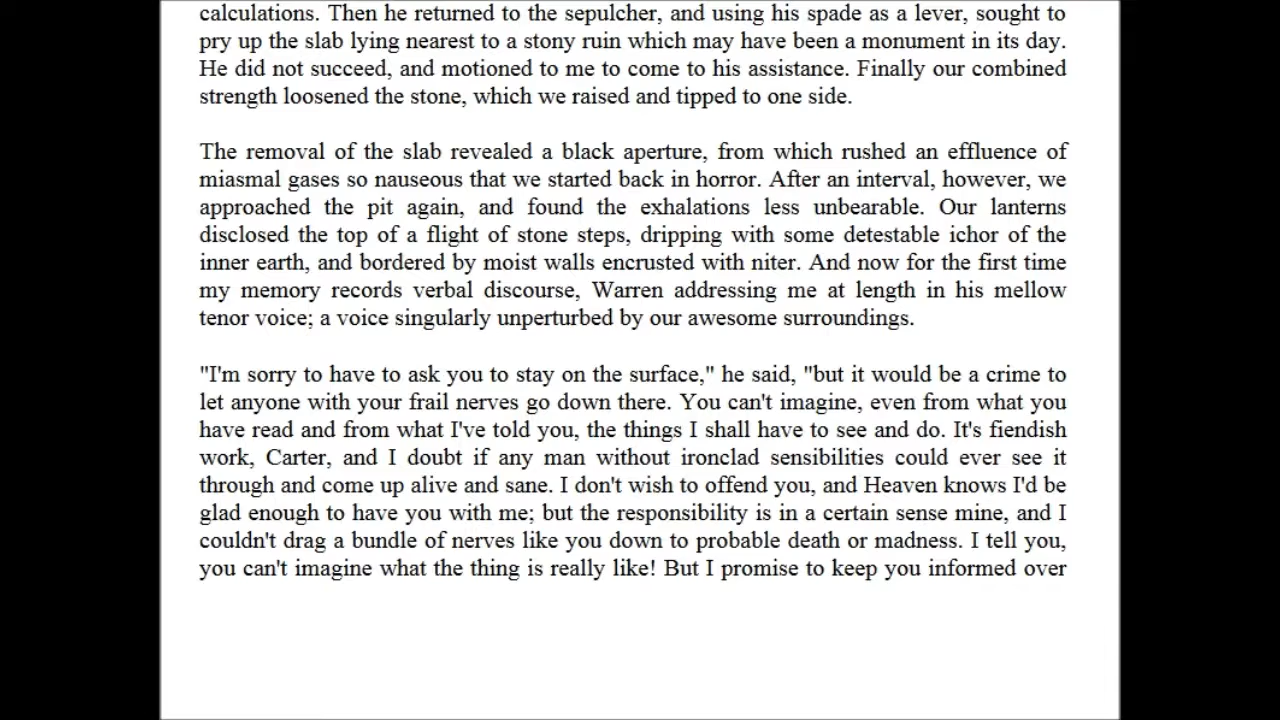 calculations. Then he returned to the sepulcher, and using his spade as a lever, sought to
pry up the slab lying nearest to a stony ruin which may have been a monument in its day.
He did not succeed, and motioned to me to come to his assistance. Finally our combined
strength loosened the stone, which we raised and tipped to one side.
The removal of the slab revealed a black aperture, from which rushed an effluence of
miasmal gases so nauseous that we started back in horror. After an interval, however, we
approached the pit again, and found the exhalations less unbearable. Our lanterns
disclosed the top of a flight of stone steps, dripping with some detestable ichor of the
inner earth, and bordered by moist walls encrusted with niter. And now for the first time
my memory records verbal discourse, Warren addressing me at length in his mellow
tenor voice; a voice singularly unperturbed by our awesome surroundings.
"I'm sorry to have to ask you to stay on the surface," he said, "but it would be a crime to
let anyone with your frail nerves go down there. You can't imagine, even from what you
have read and from what I've told you, the things I shall have to see and do. It's fiendish
work, Carter, and I doubt if any man without ironclad sensibilities could ever see it
through and come up alive and sane. I don't wish to offend you, and Heaven knows I'd be
glad enough to have you with me; but the responsibility is in a certain sense mine, and I
couldn't drag a bundle of nerves like you down to probable death or madness. I tell you,
you can't imagine what the thing is really like! But I promise to keep you informed over